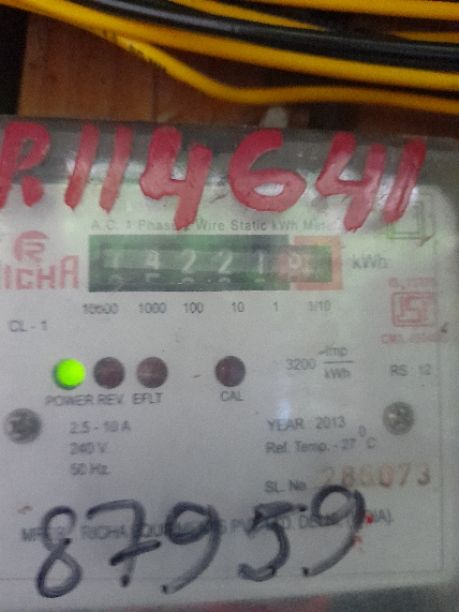 R114641
A.C. 1 Phase 2 Wire Static kWh Meter
RICHA
kWh
10000 1000 100 10 1 1/10
CL - 1
3200 imp/kWh
RS 12
POWER REV EFLT CAL
2.5 - 10 A
240 V.
50 Hz.
YEAR 2013
Ref. Temp. - 27 °C
SL. No. 286073
87959